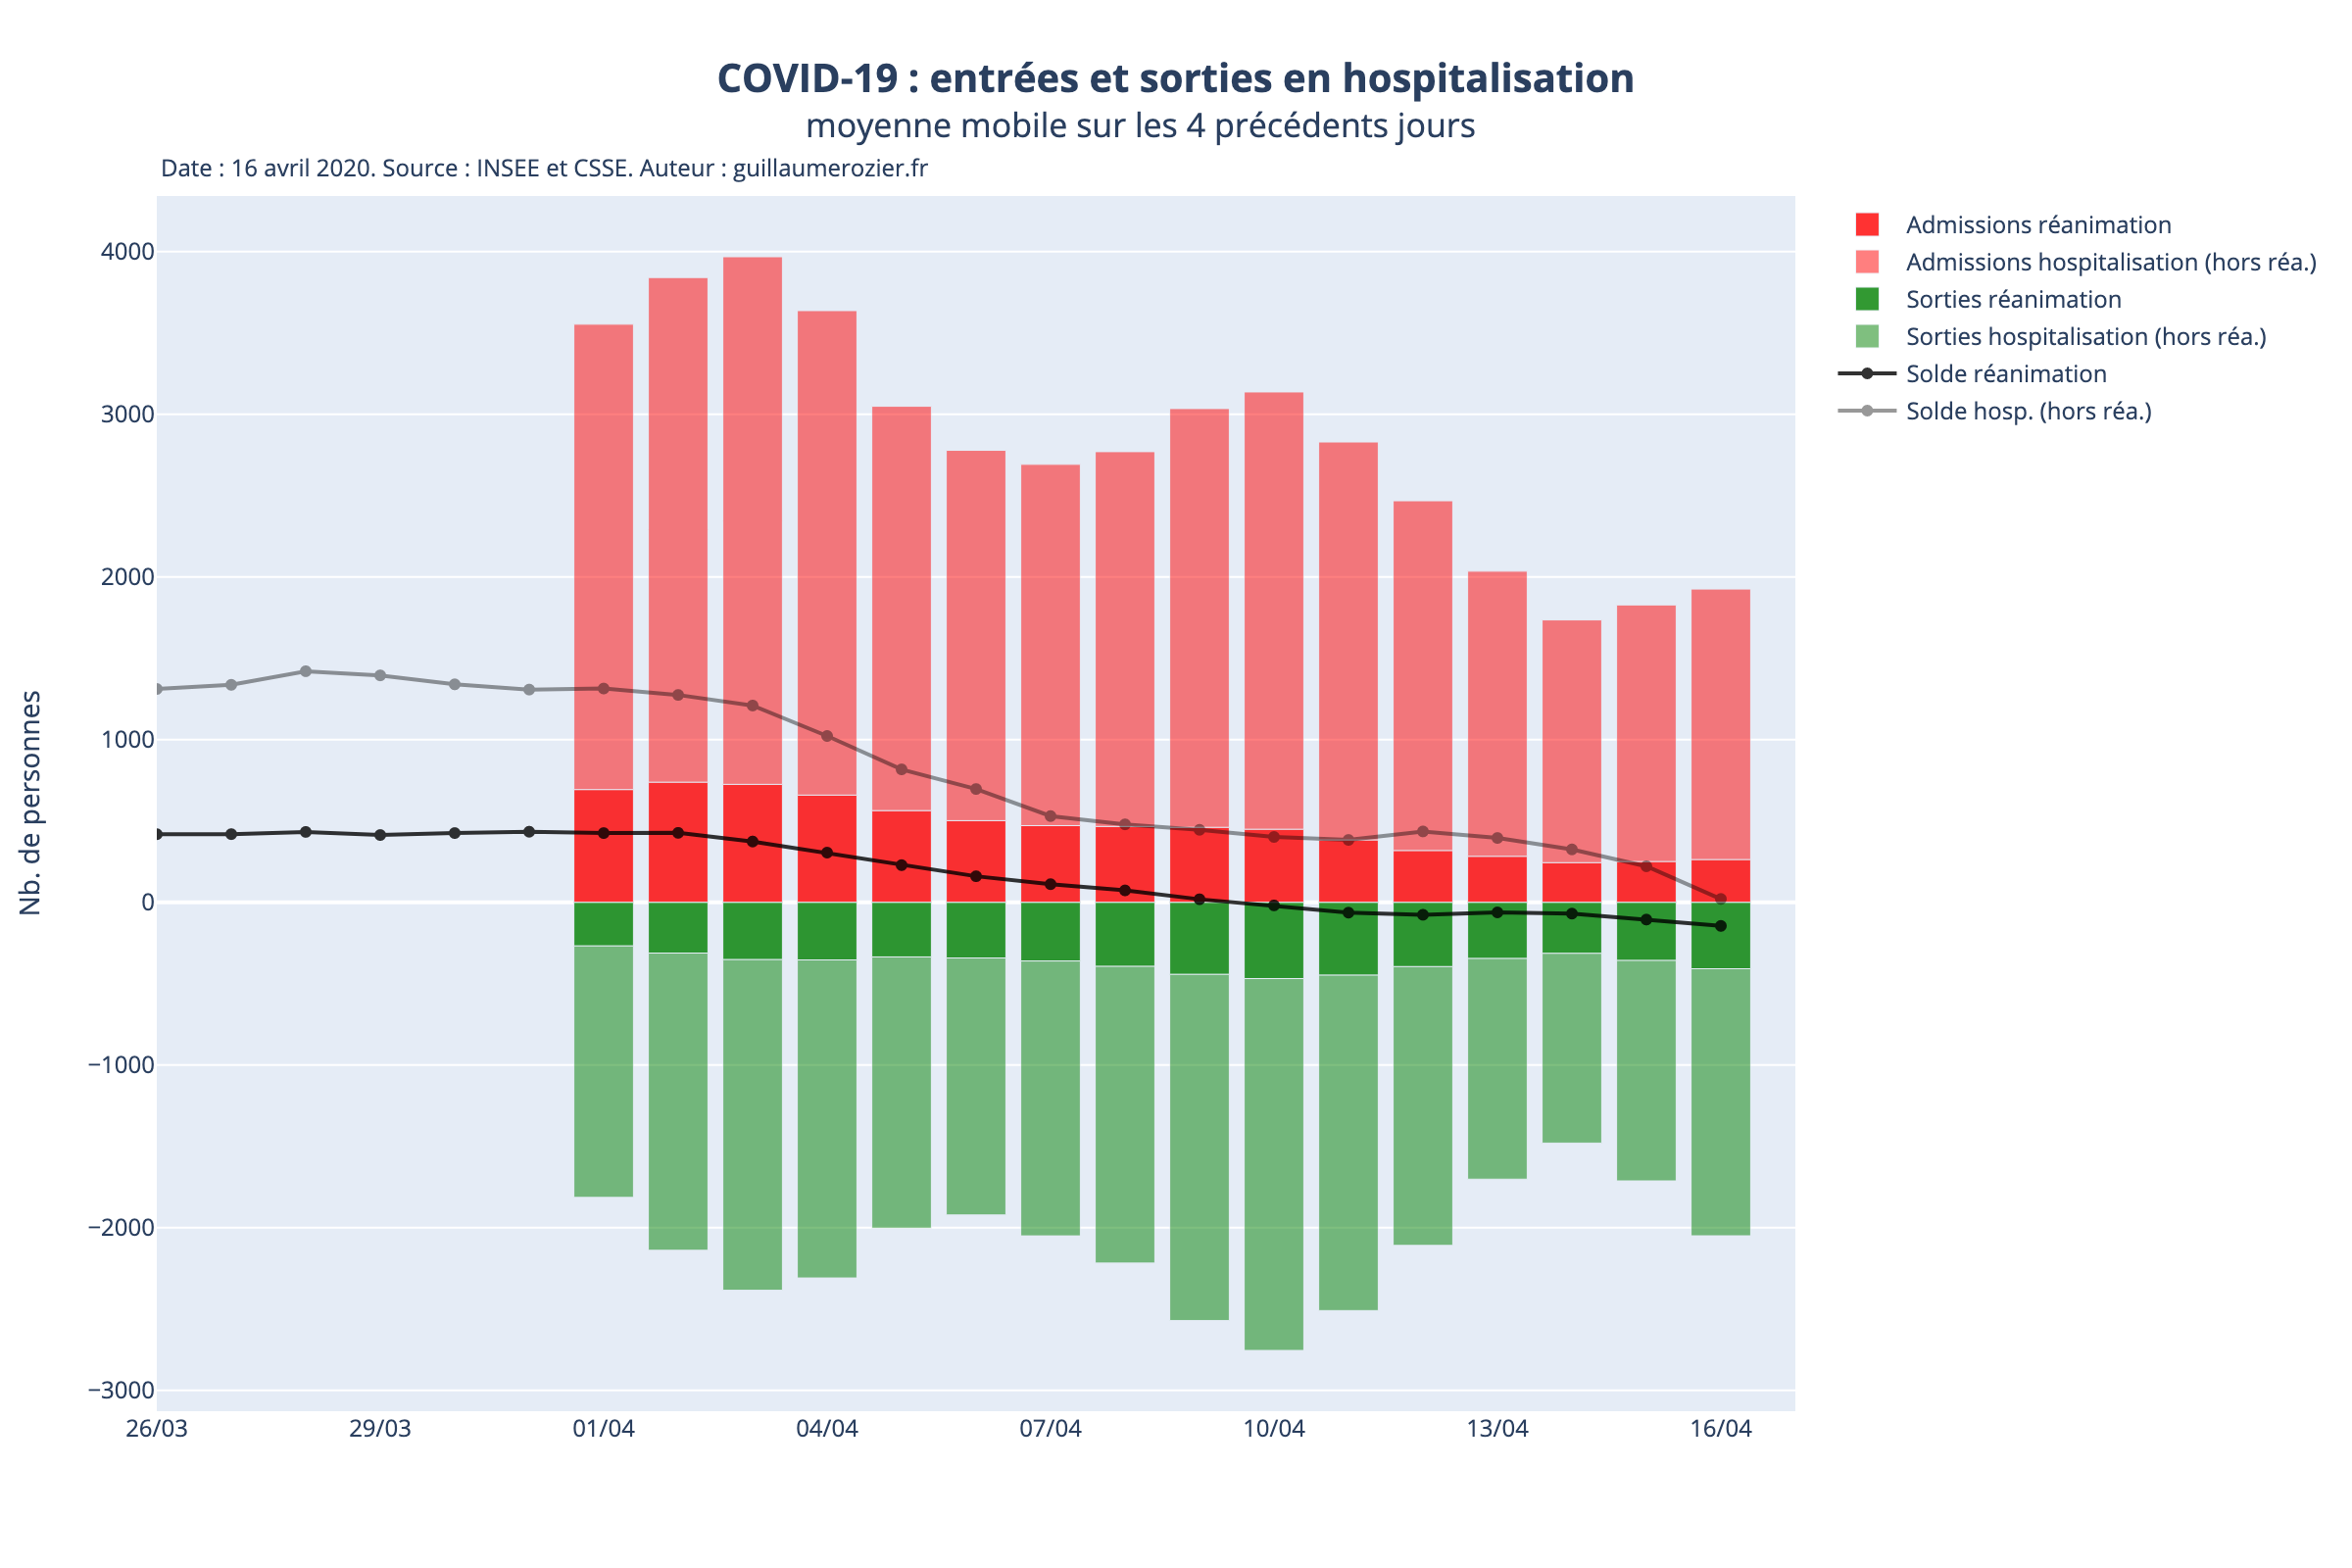 COVID-19 : entrées et sorties en hospitalisation
moyenne mobile sur les 4 précédents jours
Date : 16 avril 2020. Source : INSEE et CSSE. Auteur : guillaumerozier.fr
Admissions réanimation
Admissions hospitalisation (hors réa.)
Sorties réanimation
Sorties hospitalisation (hors réa.)
Solde réanimation
Solde hosp. (hors réa.)
Nb. de personnes
4000
3000
2000
1000
0
−1000
−2000
−3000
26/03 29/03 01/04 04/04 07/04 10/04 13/04 16/04